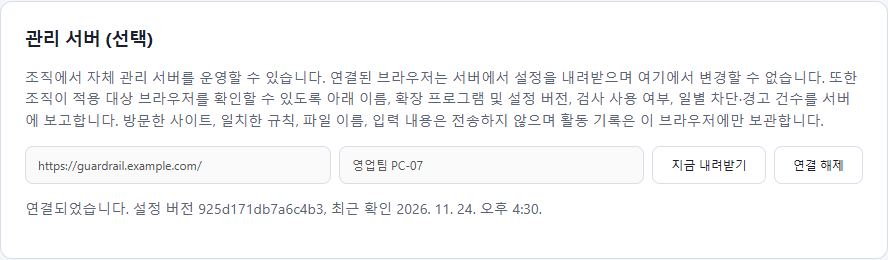 관리 서버 (선택)
조직에서 자체 관리 서버를 운영할 수 있습니다. 연결된 브라우저는 서버에서 설정을 내려받으며 여기에서 변경할 수 없습니다. 또한
조직이 적용 대상 브라우저를 확인할 수 있도록 아래 이름, 확장 프로그램 및 설정 버전, 검사 사용 여부, 일별 차단·경고 건수를 서버
에 보고합니다. 방문한 사이트, 일치한 규칙, 파일 이름, 입력 내용은 전송하지 않으며 활동 기록은 이 브라우저에만 보관합니다.
https://guardrail.example.com/
영업팀 PC-07
지금 내려받기
연결 해제
연결되었습니다. 설정 버전 925d171db7a6c4b3, 최근 확인 2026. 11. 24. 오후 4:30.